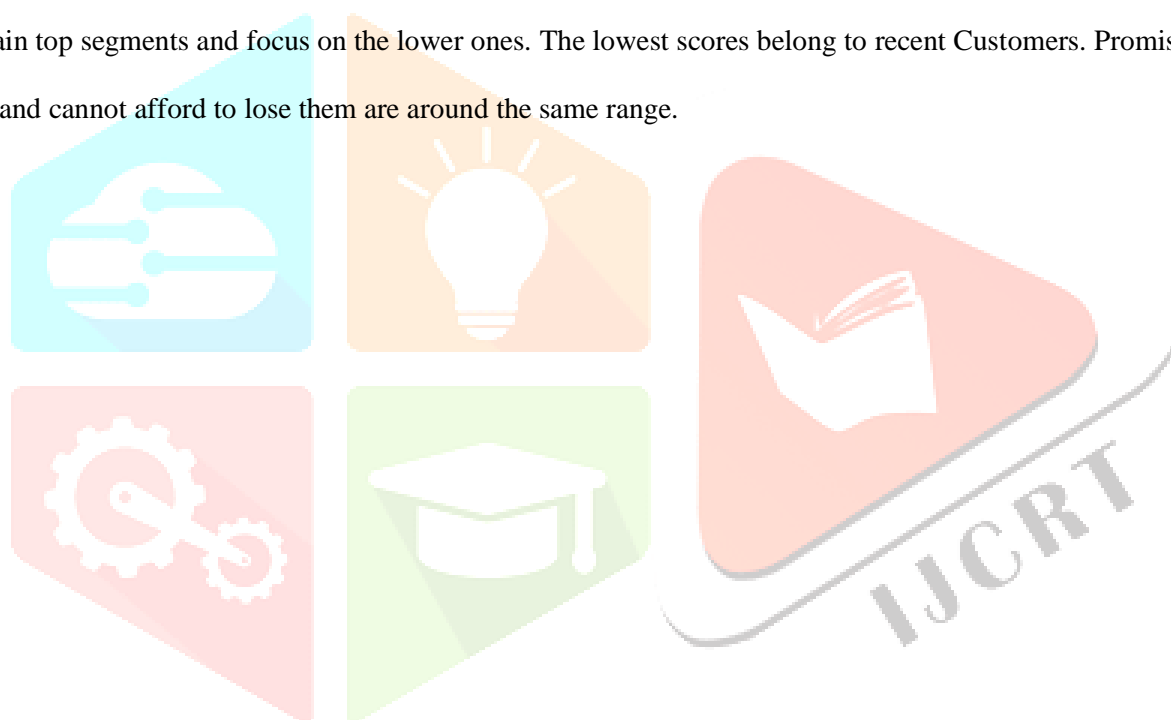 ain top segments and focus on the lower ones. The lowest scores belong to recent Customers. Promis
and cannot afford to lose them are around the same range.
IJCRT